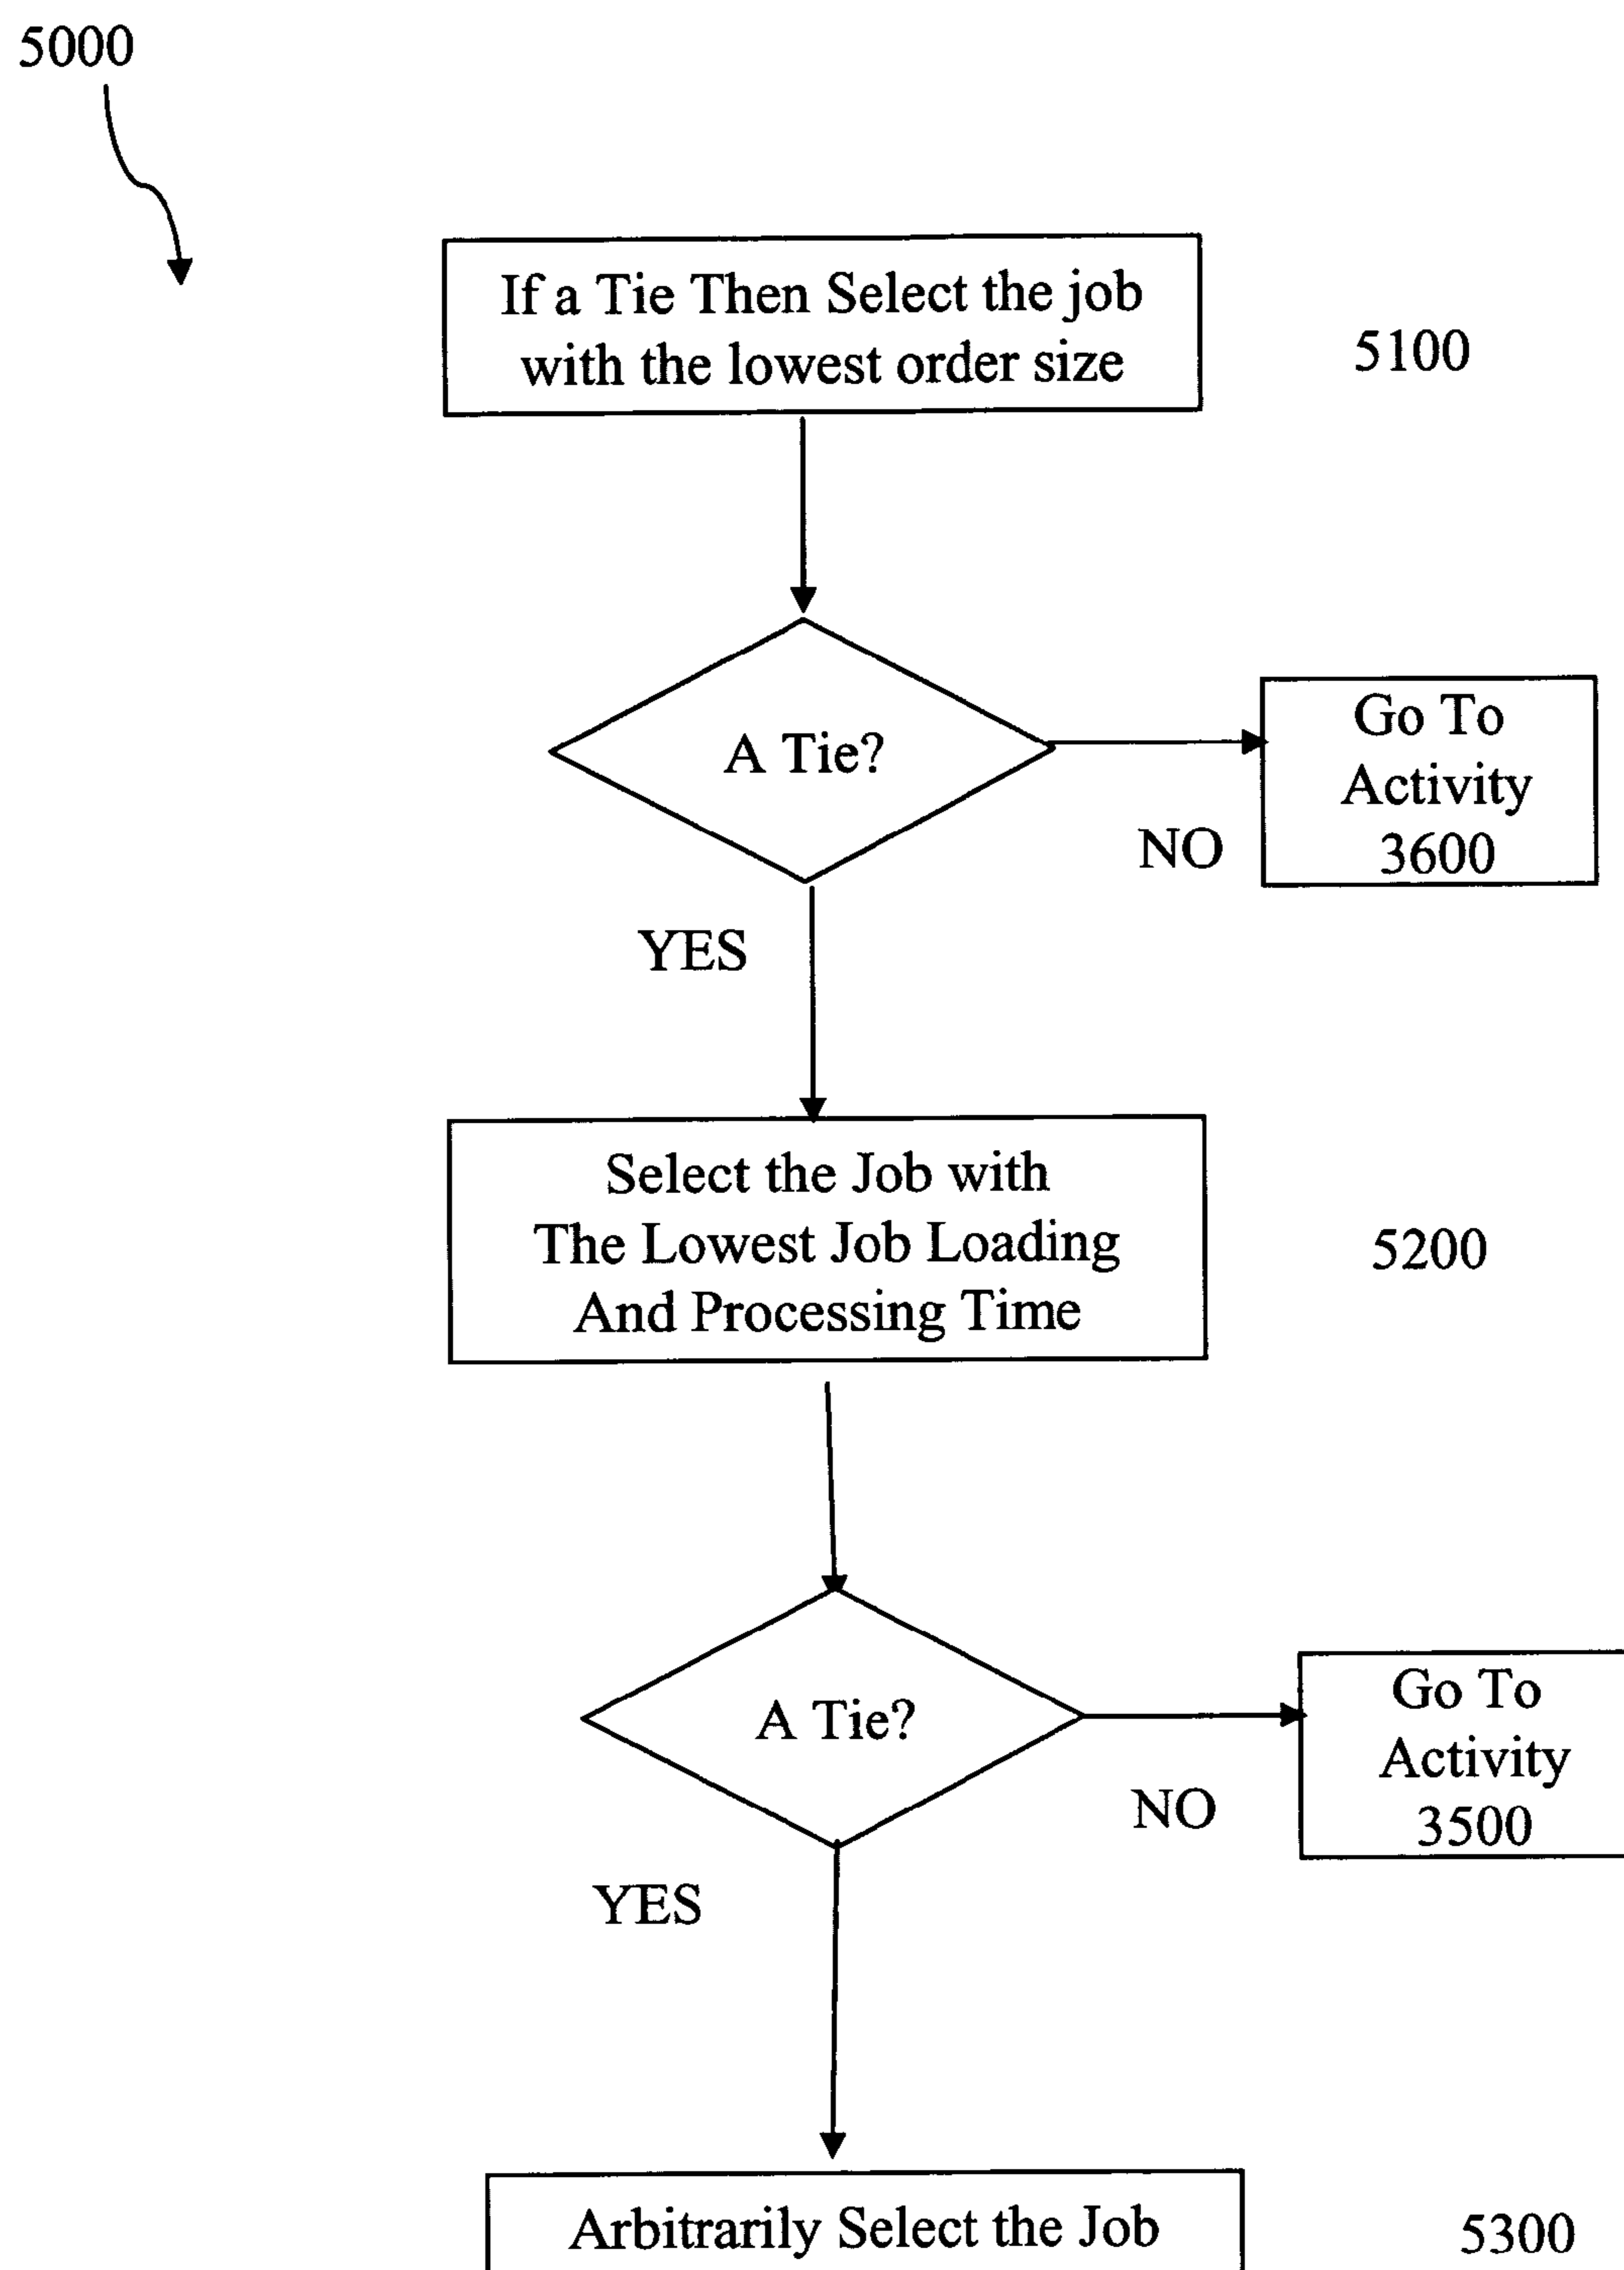 5000
If a Tie Then Select the job
with the lowest order size
5100
A Tie?
Go To
Activity
3600
NO
YES
Select the Job with
The Lowest Job Loading
And Processing Time
5200
A Tie?
Go To
Activity
3500
NO
YES
Arbitrarily Select the Job
5300